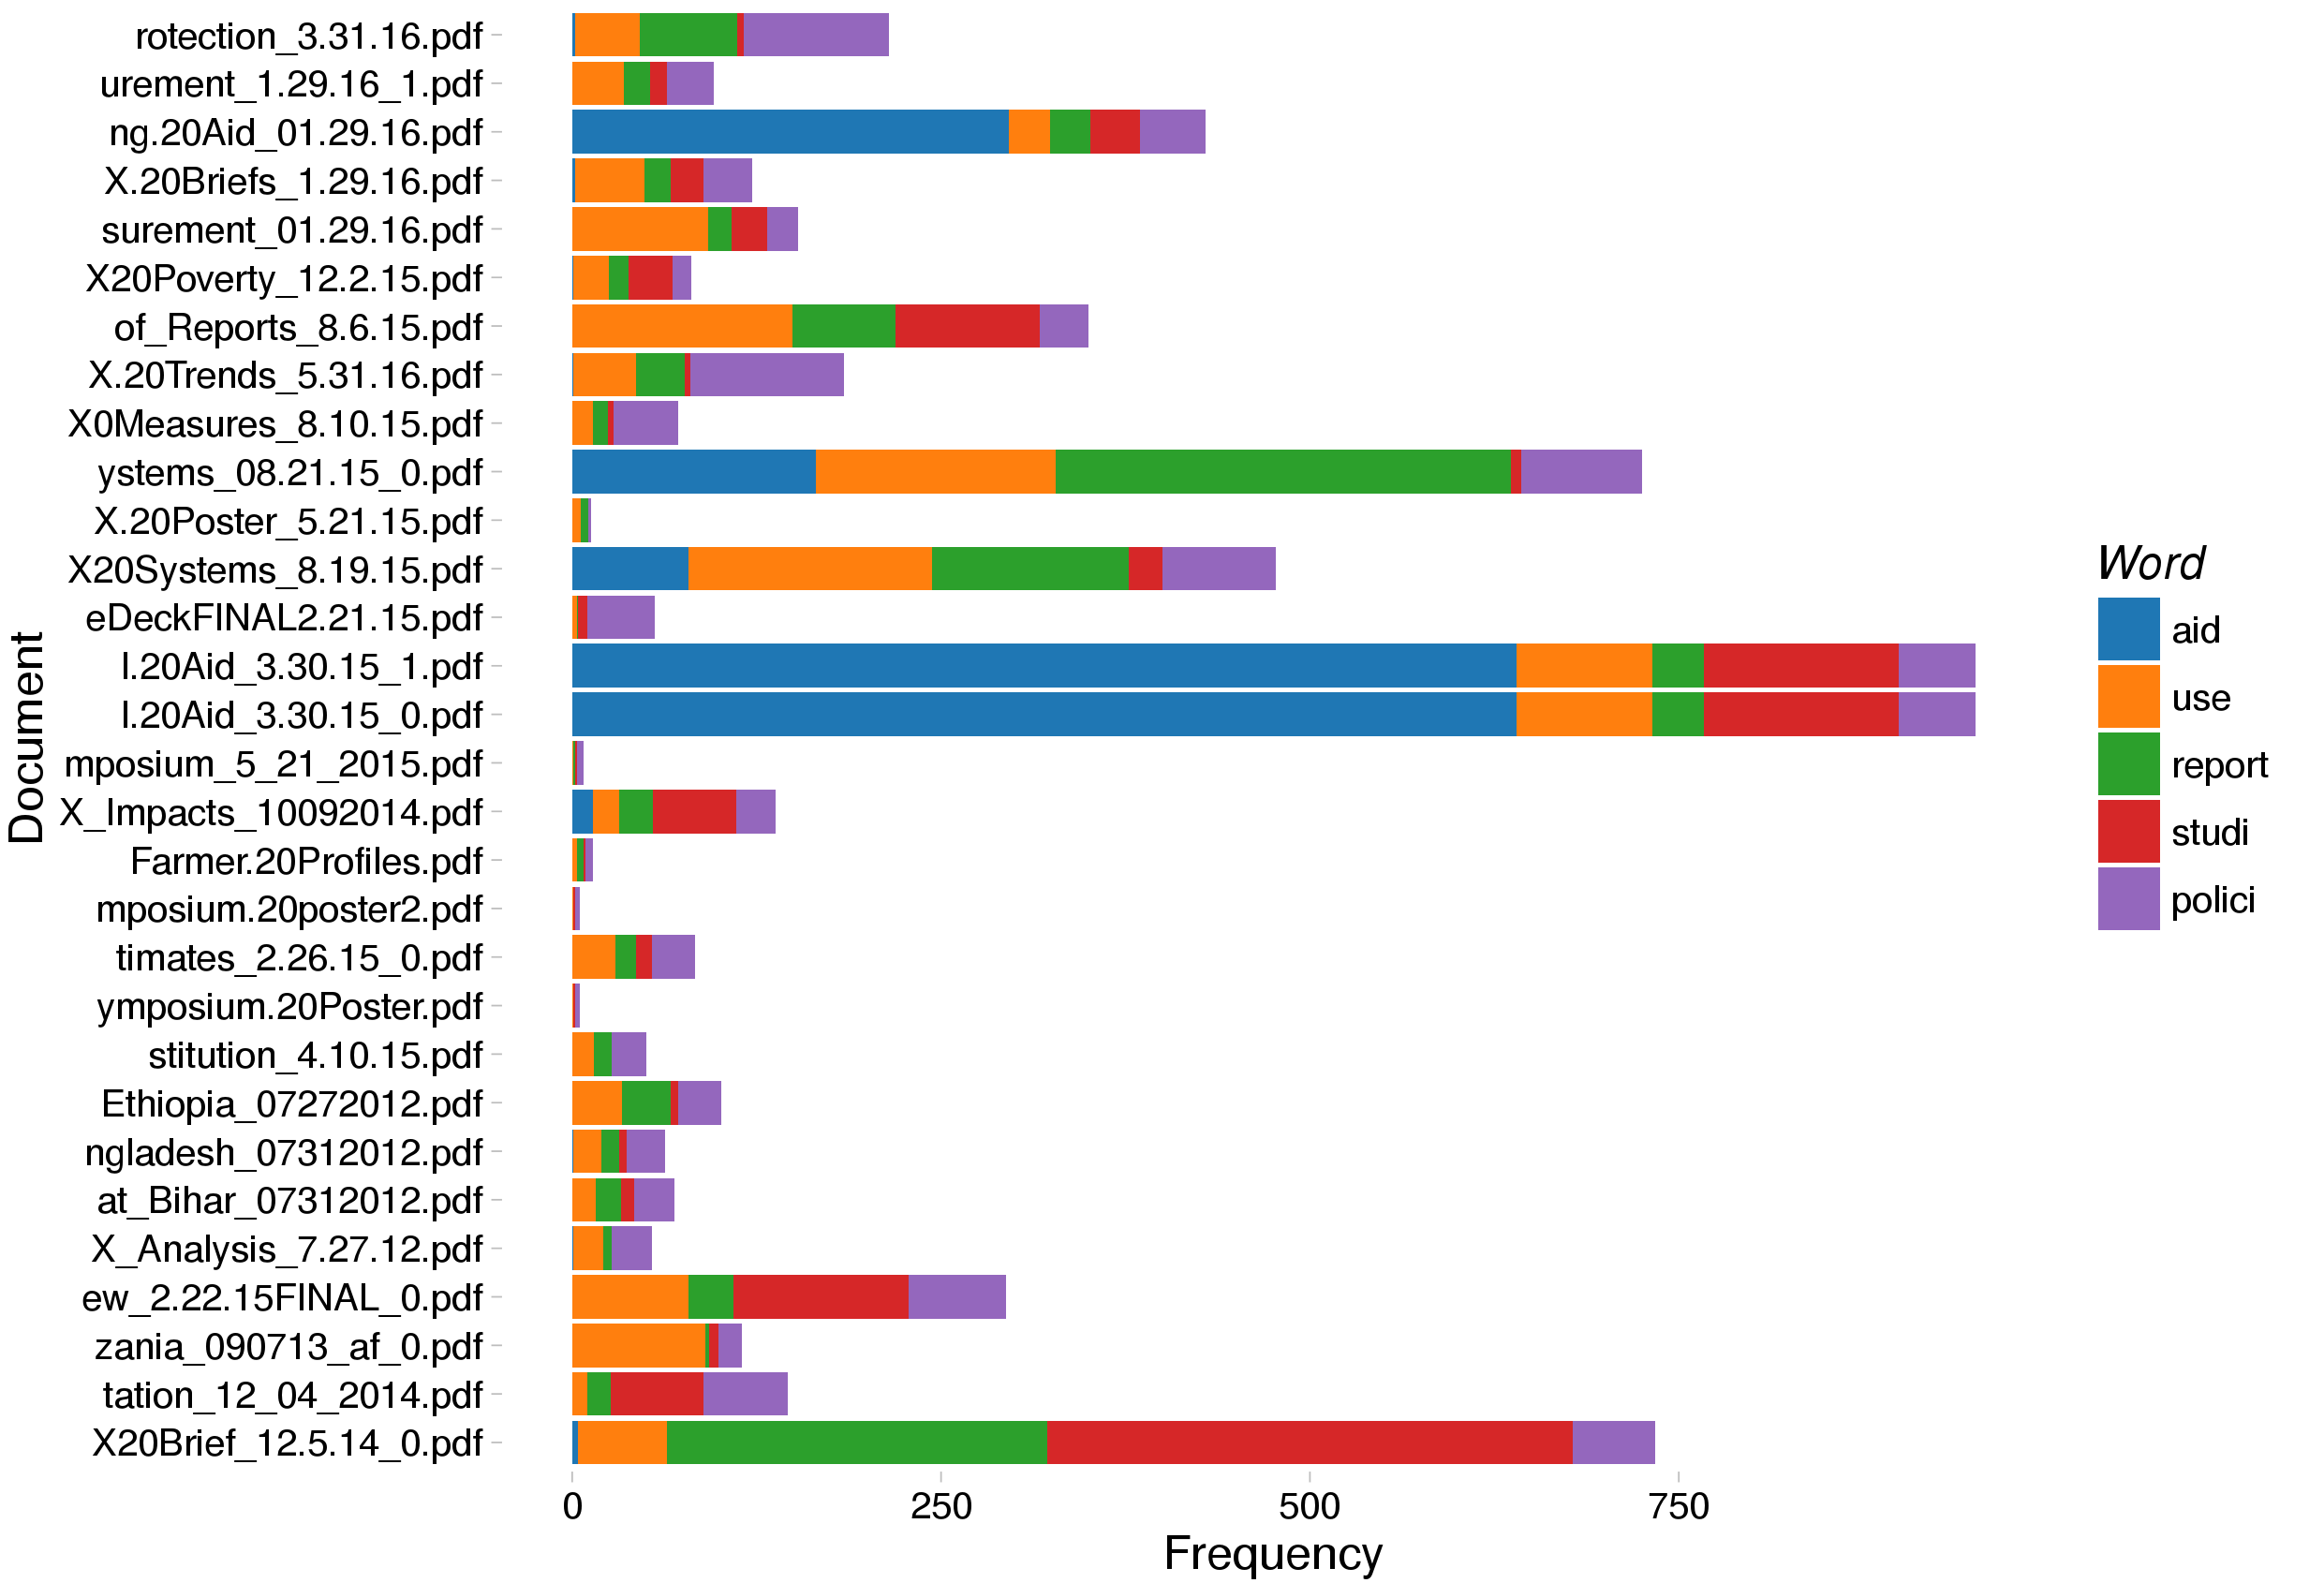 rotection_3.31.16.pdf
urement_1.29.16_1.pdf
ng.20Aid_01.29.16.pdf
X.20Briefs_1.29.16.pdf
surement_01.29.16.pdf
X20Poverty_12.2.15.pdf
of_Reports_8.6.15.pdf
X.20Trends_5.31.16.pdf
X0Measures_8.10.15.pdf
ystems_08.21.15_0.pdf
X.20Poster_5.21.15.pdf
X20Systems_8.19.15.pdf
eDeckFINAL2.21.15.pdf
l.20Aid_3.30.15_1.pdf
l.20Aid_3.30.15_0.pdf
mposium_5_21_2015.pdf
X_Impacts_10092014.pdf
Farmer.20Profiles.pdf
mposium.20poster2.pdf
timates_2.26.15_0.pdf
ymposium.20Poster.pdf
stitution_4.10.15.pdf
Ethiopia_07272012.pdf
ngladesh_07312012.pdf
at_Bihar_07312012.pdf
X_Analysis_7.27.12.pdf
ew_2.22.15FINAL_0.pdf
zania_090713_af_0.pdf
tation_12_04_2014.pdf
X20Brief_12.5.14_0.pdf
Document
0 250 500 750
Frequency
Word
aid
use
report
studi
polici